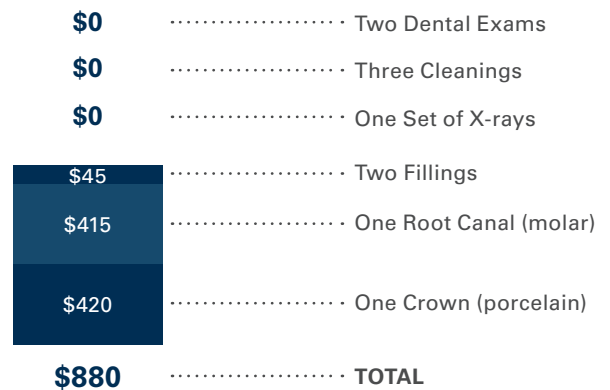 $0 Two Dental Exams
$0 Three Cleanings
$0 One Set of X-rays
$45 Two Fillings
$415 One Root Canal (molar)
$420 One Crown (porcelain)
$880 TOTAL